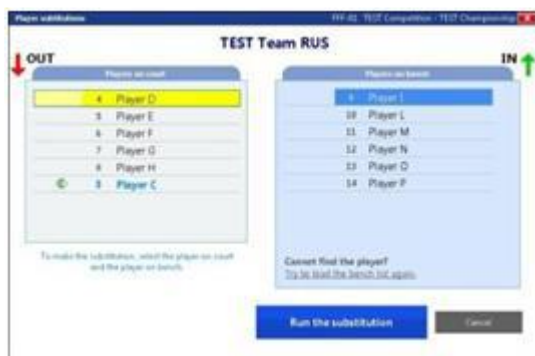 Player substitutions
TEST Competition - TEST Championship
TEST Team RUS
OUT
IN
Players on court
Players on bench
4 Player D
5 Player E
6 Player F
7 Player G
8 Player H
C 3 Player C
9 Player I
10 Player L
11 Player M
12 Player N
13 Player O
14 Player P
To make the substitution, select the player on court
and the player on bench.
Cannot find the player?
Try to load the bench list again.
Run the substitution
Cancel